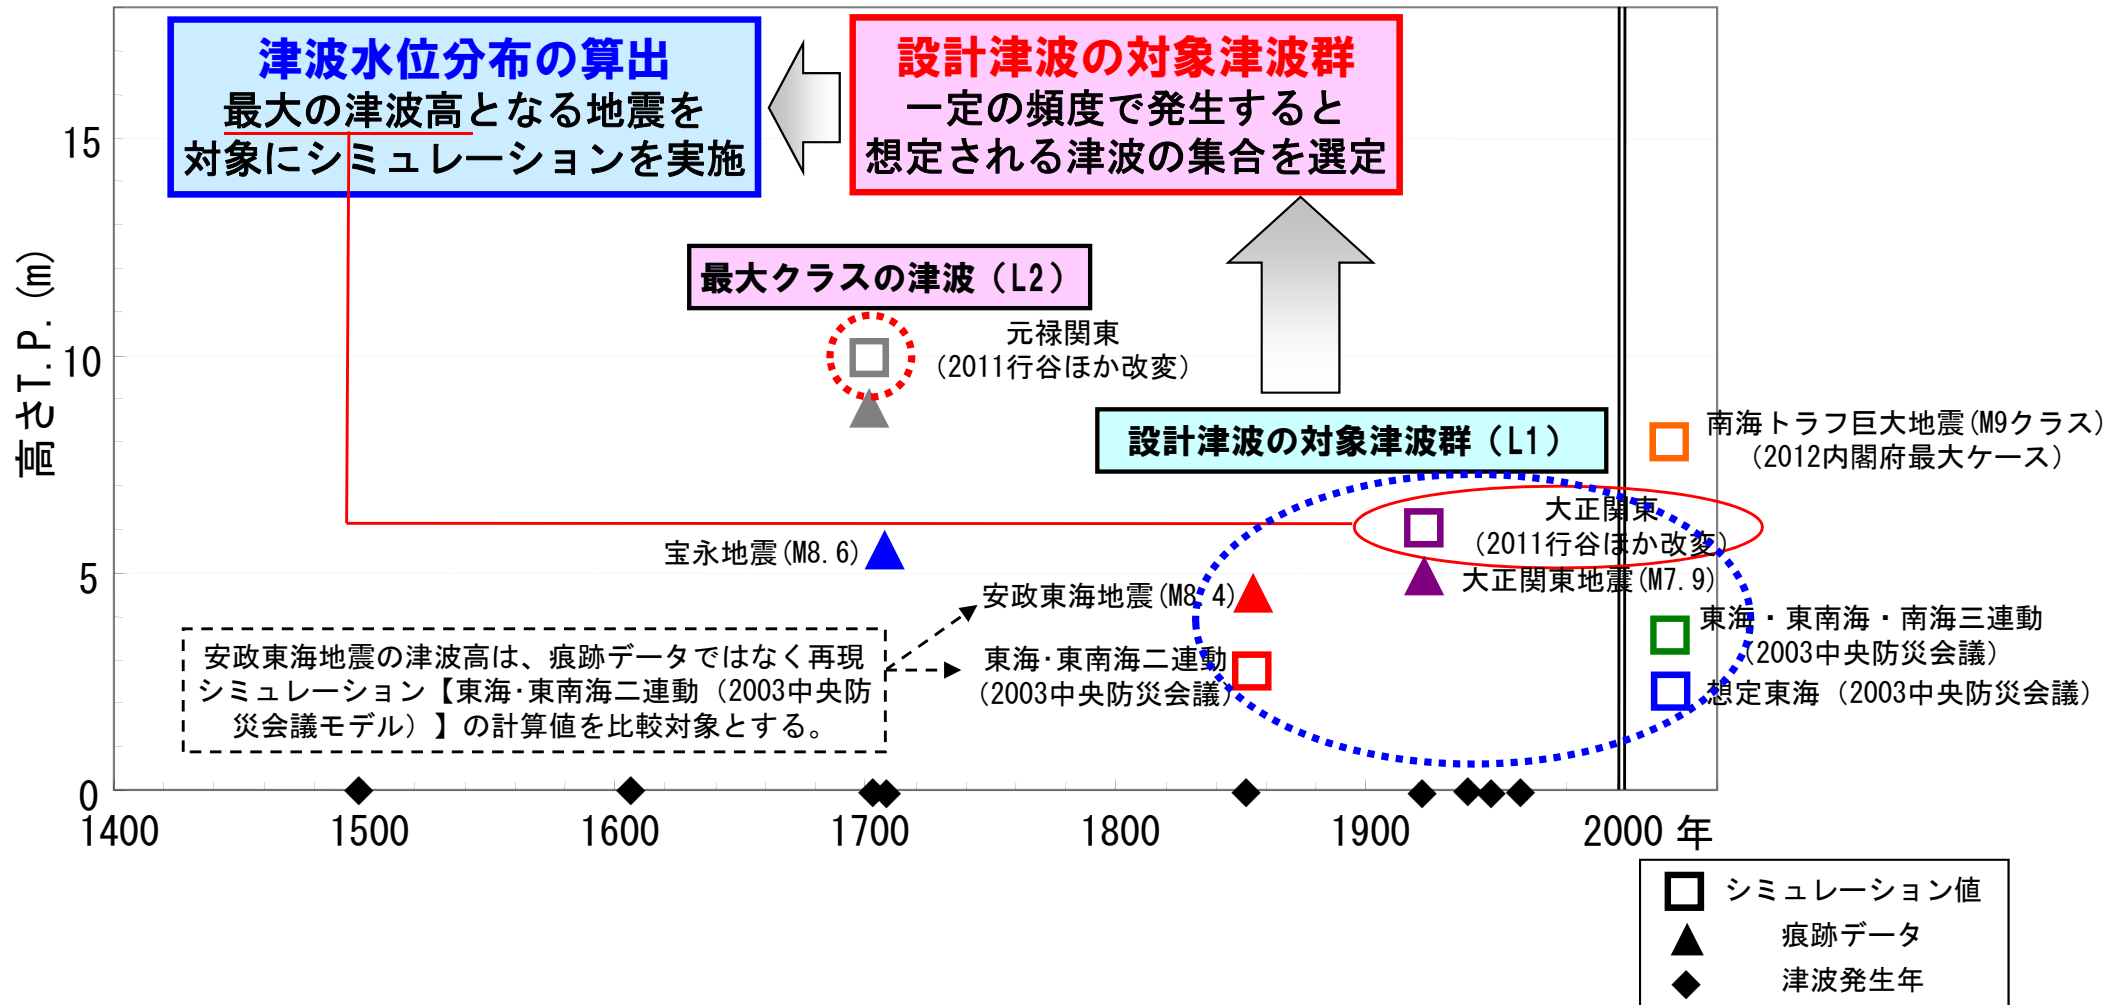 津波水位分布の算出
最大の津波高となる地震を
対象にシミュレーションを実施
設計津波の対象津波群
一定の頻度で発生すると
想定される津波の集合を選定
高さT.P. (m)
15
10
5
0
最大クラスの津波（L2）
元禄関東
（2011行谷ほか改変）
設計津波の対象津波群（L1）
南海トラフ巨大地震(M9クラス)
（2012内閣府最大ケース）
大正関東
（2011行谷ほか改変）
宝永地震(M8.6)
大正関東地震(M7.9)
安政東海地震(M8.4)
東海･東南海二連動
（2003中央防災会議）
東海・東南海・南海三連動
（2003中央防災会議）
想定東海（2003中央防災会議）
安政東海地震の津波高は、痕跡データではなく再現
シミュレーション【東海･東南海二連動（2003中央防
災会議モデル）】の計算値を比較対象とする。
1400
1500
1600
1700
1800
1900
2000 年
シミュレーション値
痕跡データ
津波発生年